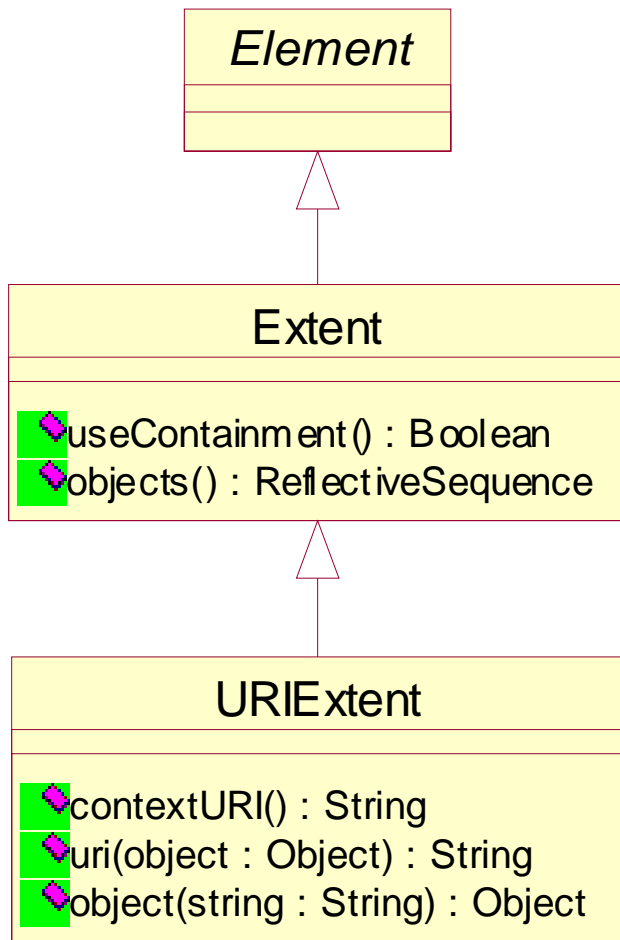 Element
Extent
useContainment() : Boolean
objects() : ReflectiveSequence
URIExtent
contextURI() : String
uri(object : Object) : String
object(string : String) : Object